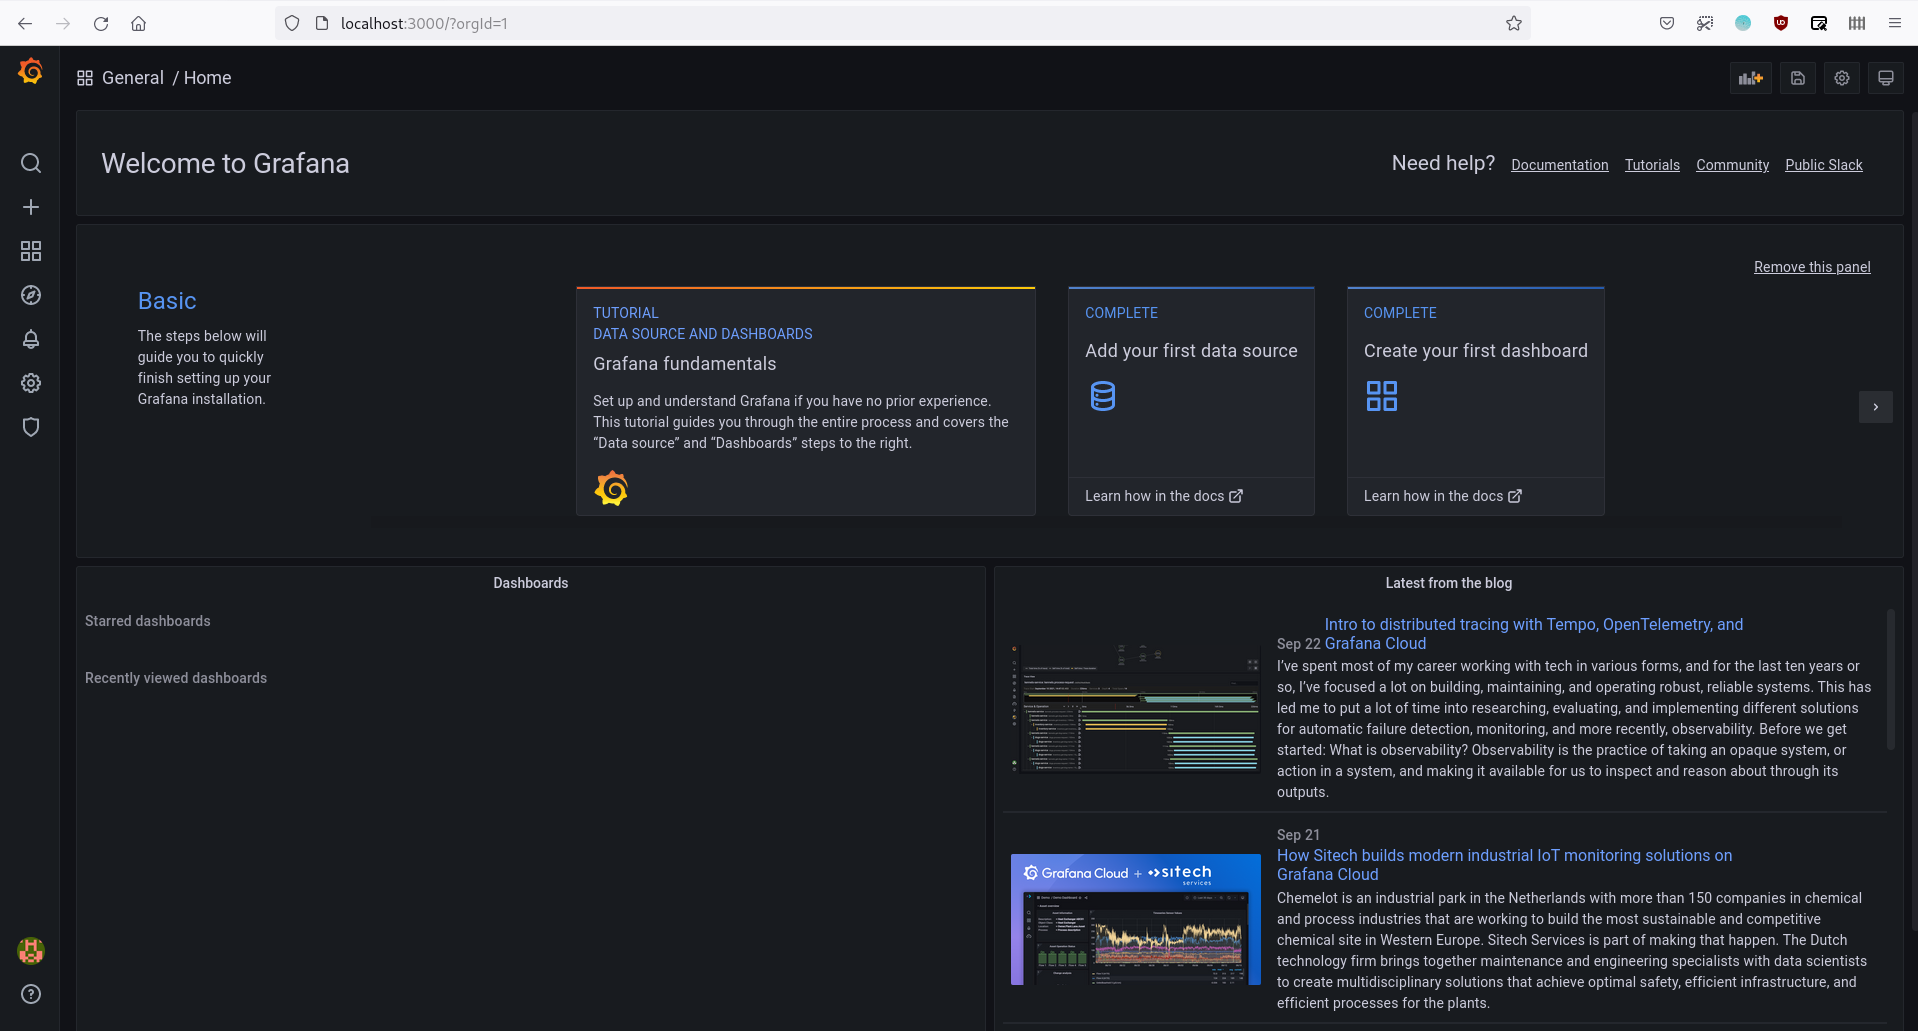 localhost:3000/?orgId=1
General / Home
Welcome to Grafana
Need help? Documentation Tutorials Community Public Slack
Remove this panel
Basic
The steps below will
guide you to quickly
finish setting up your
Grafana installation.
TUTORIAL
DATA SOURCE AND DASHBOARDS
Grafana fundamentals
Set up and understand Grafana if you have no prior experience.
This tutorial guides you through the entire process and covers the
“Data source” and “Dashboards” steps to the right.
COMPLETE
Add your first data source
Learn how in the docs
COMPLETE
Create your first dashboard
Learn how in the docs
Dashboards
Starred dashboards
Recently viewed dashboards
Latest from the blog
Intro to distributed tracing with Tempo, OpenTelemetry, and
Sep 22 Grafana Cloud
I’ve spent most of my career working with tech in various forms, and for the last ten years or
so, I’ve focused a lot on building, maintaining, and operating robust, reliable systems. This has
led me to put a lot of time into researching, evaluating, and implementing different solutions
for automatic failure detection, monitoring, and more recently, observability. Before we get
started: What is observability? Observability is the practice of taking an opaque system, or
action in a system, and making it available for us to inspect and reason about through its
outputs.
Sep 21
How Sitech builds modern industrial IoT monitoring solutions on
Grafana Cloud
Chemelot is an industrial park in the Netherlands with more than 150 companies in chemical
and process industries that are working to build the most sustainable and competitive
chemical site in Western Europe. Sitech Services is part of making that happen. The Dutch
technology firm brings together maintenance and engineering specialists with data scientists
to create multidisciplinary solutions that achieve optimal safety, efficient infrastructure, and
efficient processes for the plants.
Grafana Cloud + sitech
services